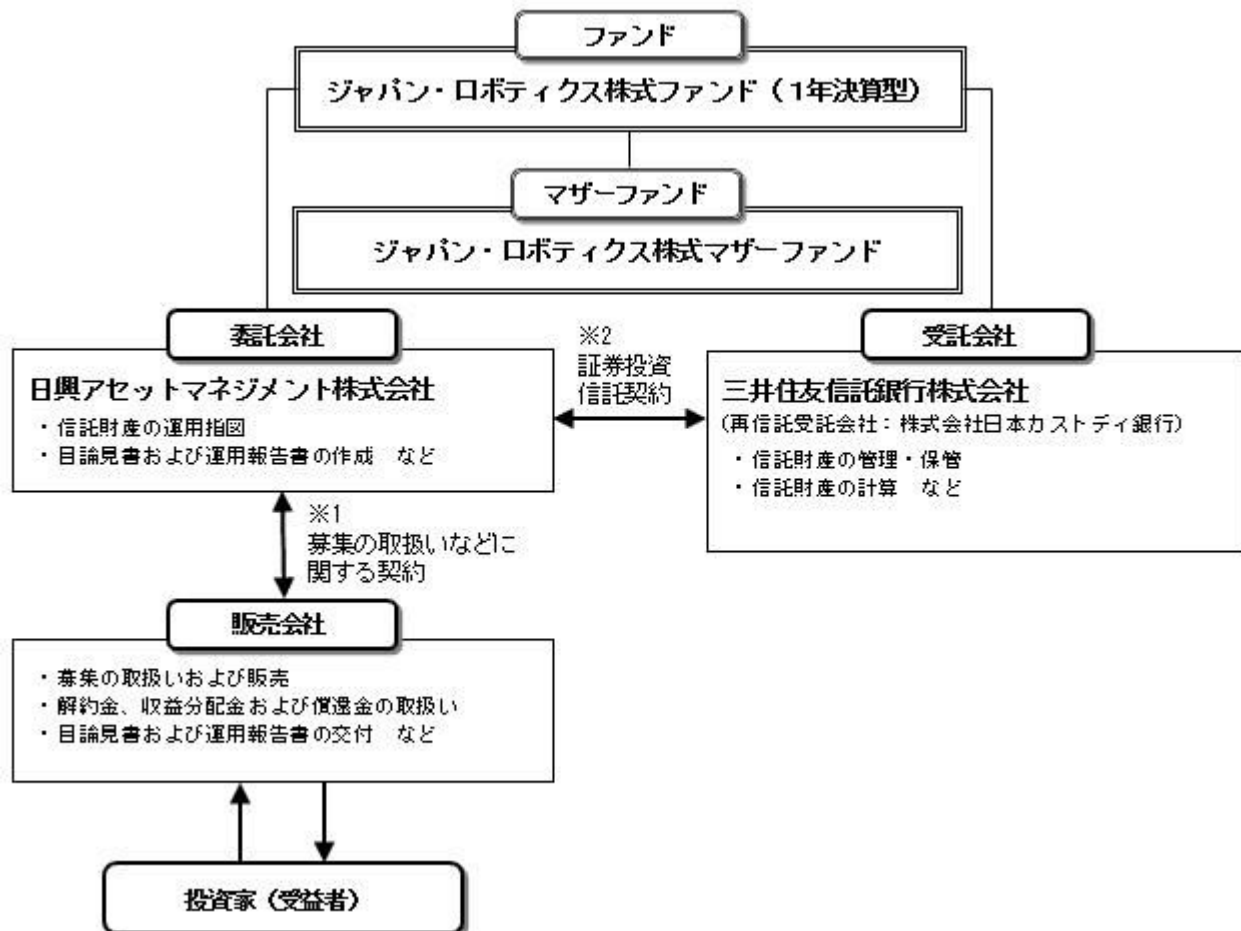 ファンド
ジャパン・ロボティクス株式ファンド（1年決算型）
マザーファンド
ジャパン・ロボティクス株式マザーファンド
委託会社
日興アセットマネジメント株式会社
・信託財産の運用指図
・目論見書および運用報告書の作成　など
※2
証券投資
信託契約
受託会社
三井住友信託銀行株式会社
(再信託受託会社：株式会社日本カストディ銀行)
・信託財産の管理・保管
・信託財産の計算　など
※1
募集の取扱いなどに
関する契約
販売会社
・募集の取扱いおよび販売
・解約金、収益分配金および償還金の取扱い
・目論見書および運用報告書の交付　など
投資家（受益者）